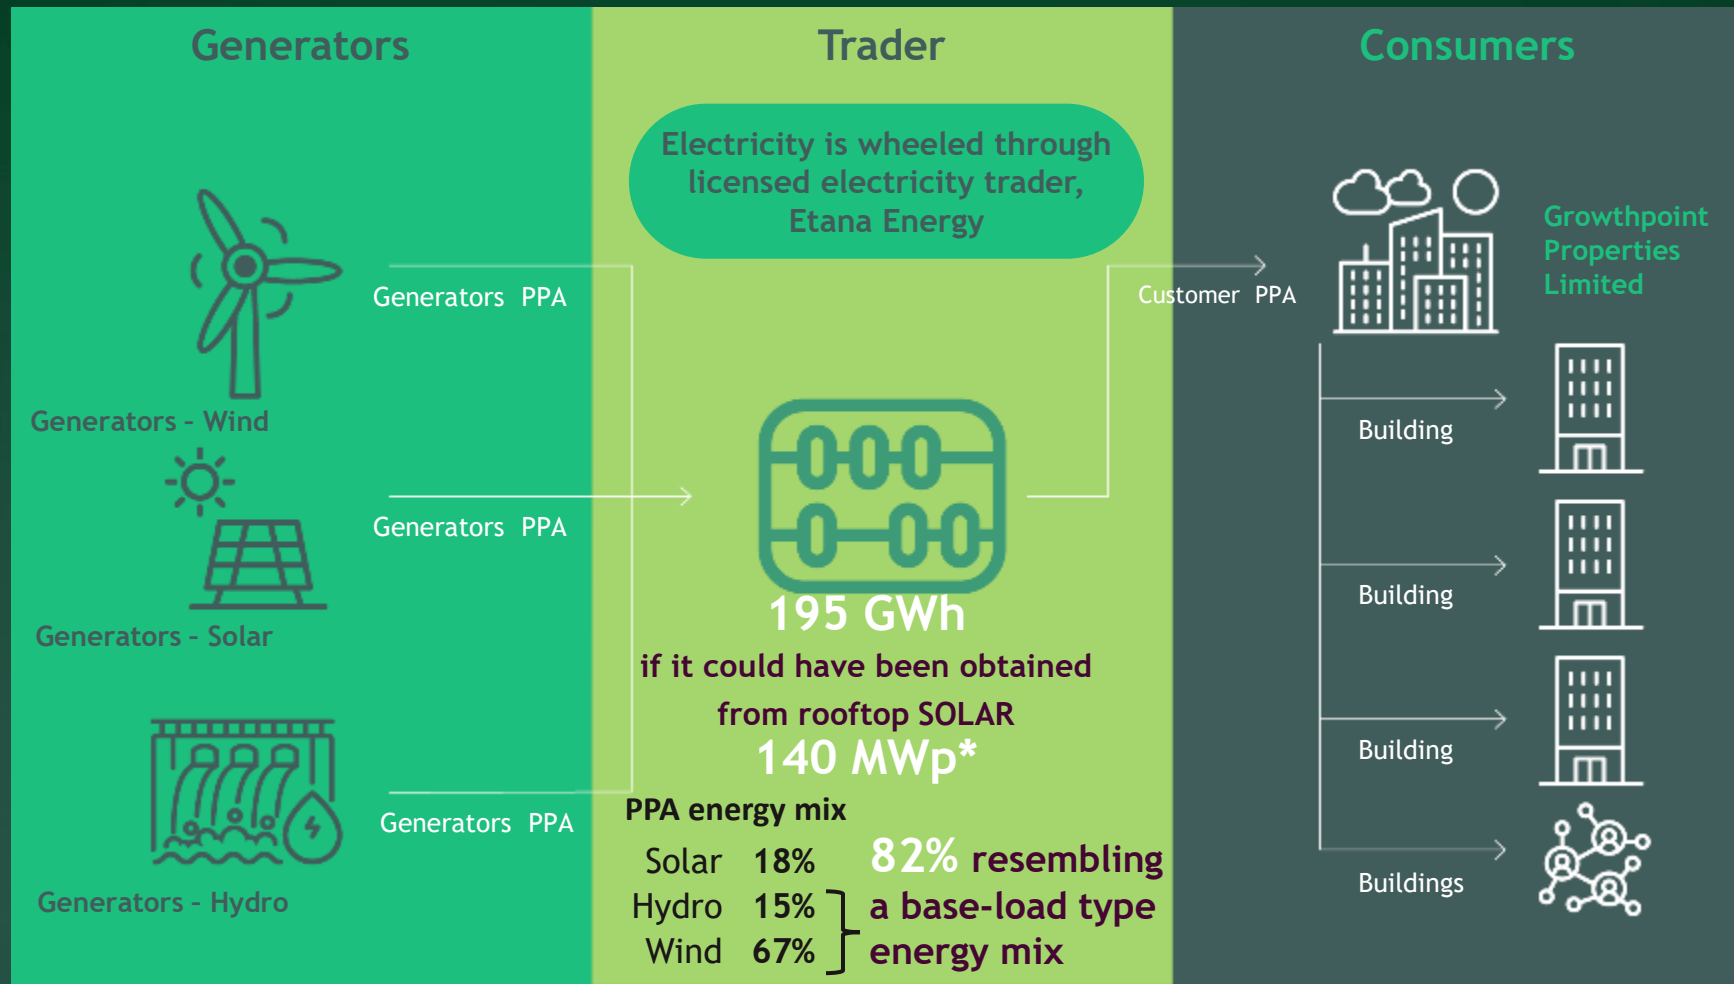 Generators
Generators PPA
Generators – Wind
Generators PPA
Generators – Solar
Generators PPA
Generators – Hydro
Trader
Electricity is wheeled through
licensed electricity trader,
Etana Energy
195 GWh
if it could have been obtained
from rooftop SOLAR
140 MWp*
PPA energy mix
Solar 18%
Hydro 15%
Wind 67%
82% resembling
a base-load type
energy mix
Customer PPA
Consumers
Growthpoint
Properties
Limited
Building
Building
Building
Buildings